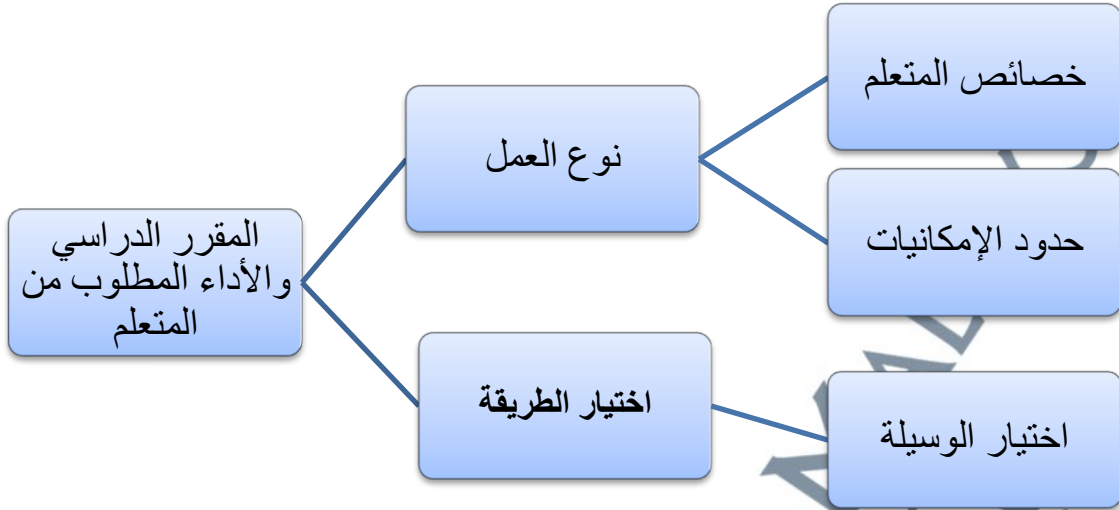 خصائص المتعلم
نوع العمل
حدود الإمكانيات
المقرر الدراسي
والأداء المطلوب من
المتعلم
اختيار الطريقة
اختيار الوسيلة